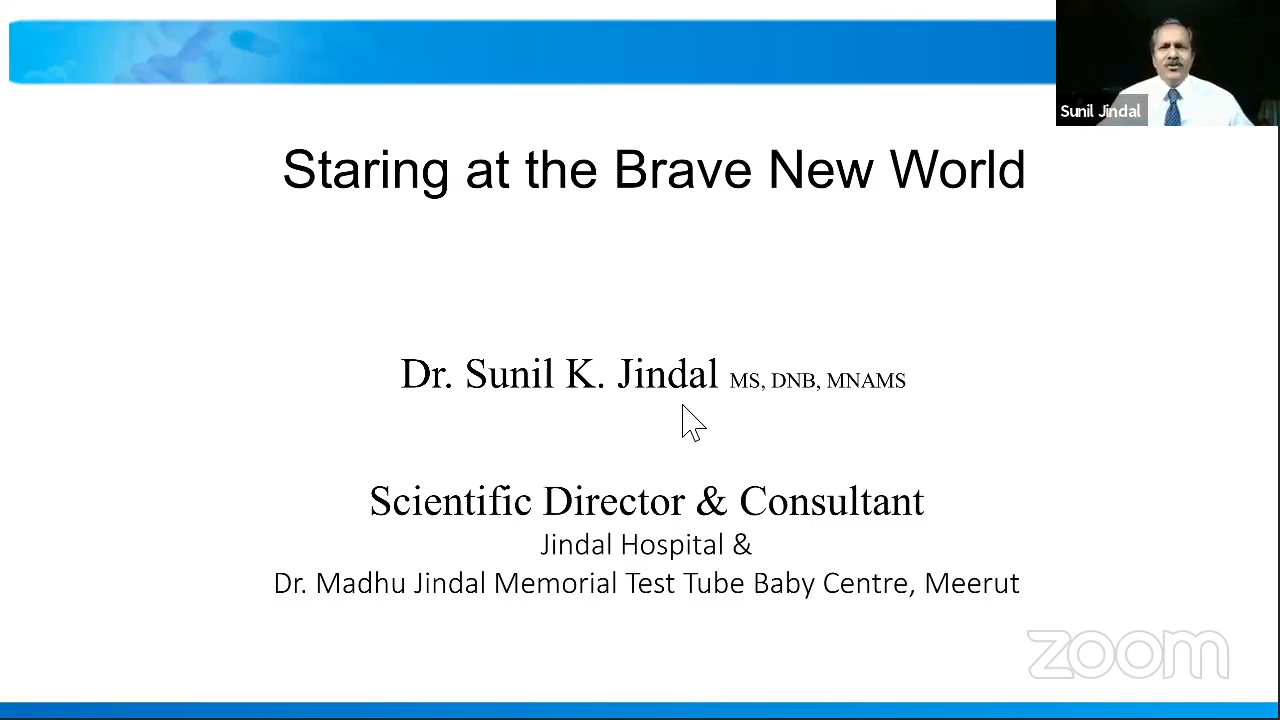 Sunil Jindal
Staring at the Brave New World
Dr. Sunil K. Jindal MS, DNB, MNAMS
Scientific Director & Consultant
Jindal Hospital &
Dr. Madhu Jindal Memorial Test Tube Baby Centre, Meerut
zoom